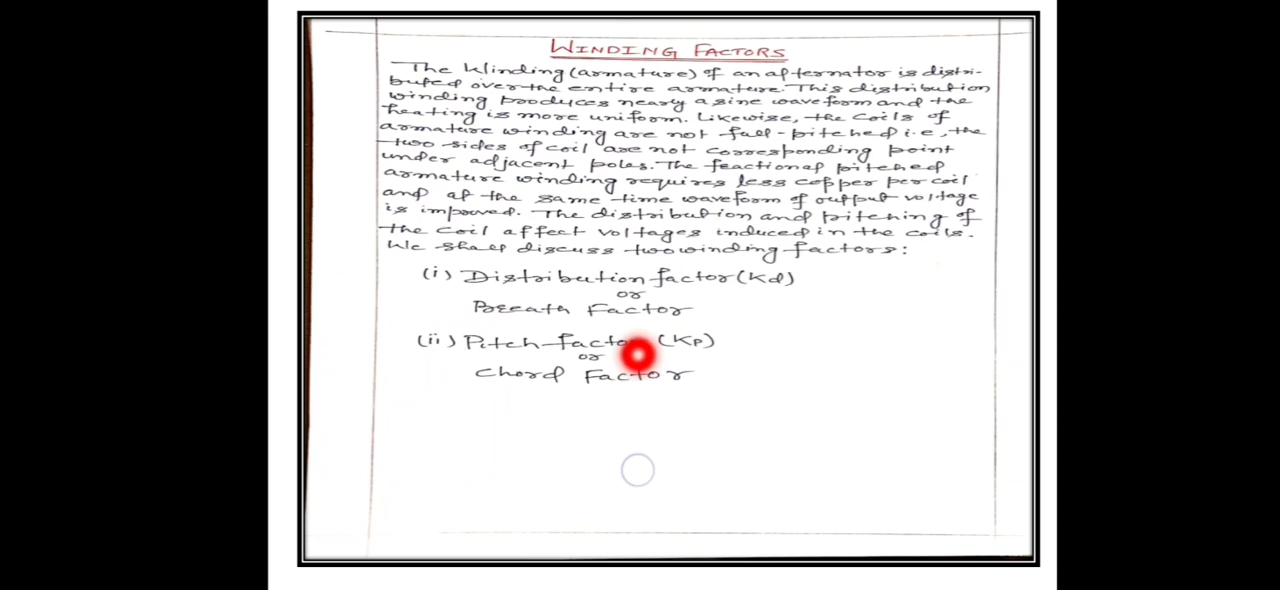 WINDING FACTORS
The Winding (armature) of an alternator is distri-
buted over the entire armature. This distribution
winding produces nearly a sine waveform and the
heating is more uniform. Likewise, the coils of
armature winding are not full-pitched i.e, the
two sides of coil are not corresponding point
under adjacent poles. The fractional pitched
armature winding requires less copper per coil
and at the same time waveform of output voltage
is improved. The distribution and pitching of
the coil affect voltages induced in the coils.
We shall discuss two winding factors:
(i) Distribution factor (Kd)
or
Breath Factor
(ii) Pitch-factor (KP)
or
Chord Factor